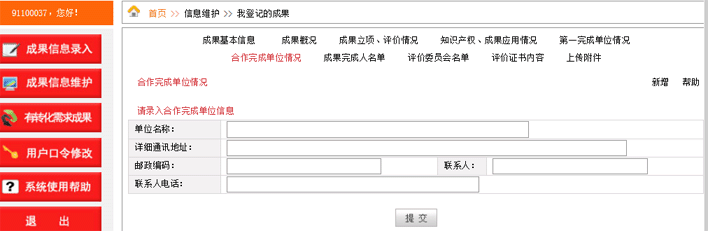 91100037，您好！
首页 >> 信息维护 >> 我登记的成果
成果信息录入
成果信息维护
有转化需求成果
用户口令修改
系统使用帮助
退 出
成果基本信息 成果概况 成果立项、评价情况 知识产权、成果应用情况 第一完成单位情况
合作完成单位情况 成果完成人名单 评价委员会名单 评价证书内容 上传附件
合作完成单位情况 新增 帮助
请录入合作完成单位信息
单位名称：
详细通讯地址：
邮政编码： 联系人：
联系人电话：
提 交